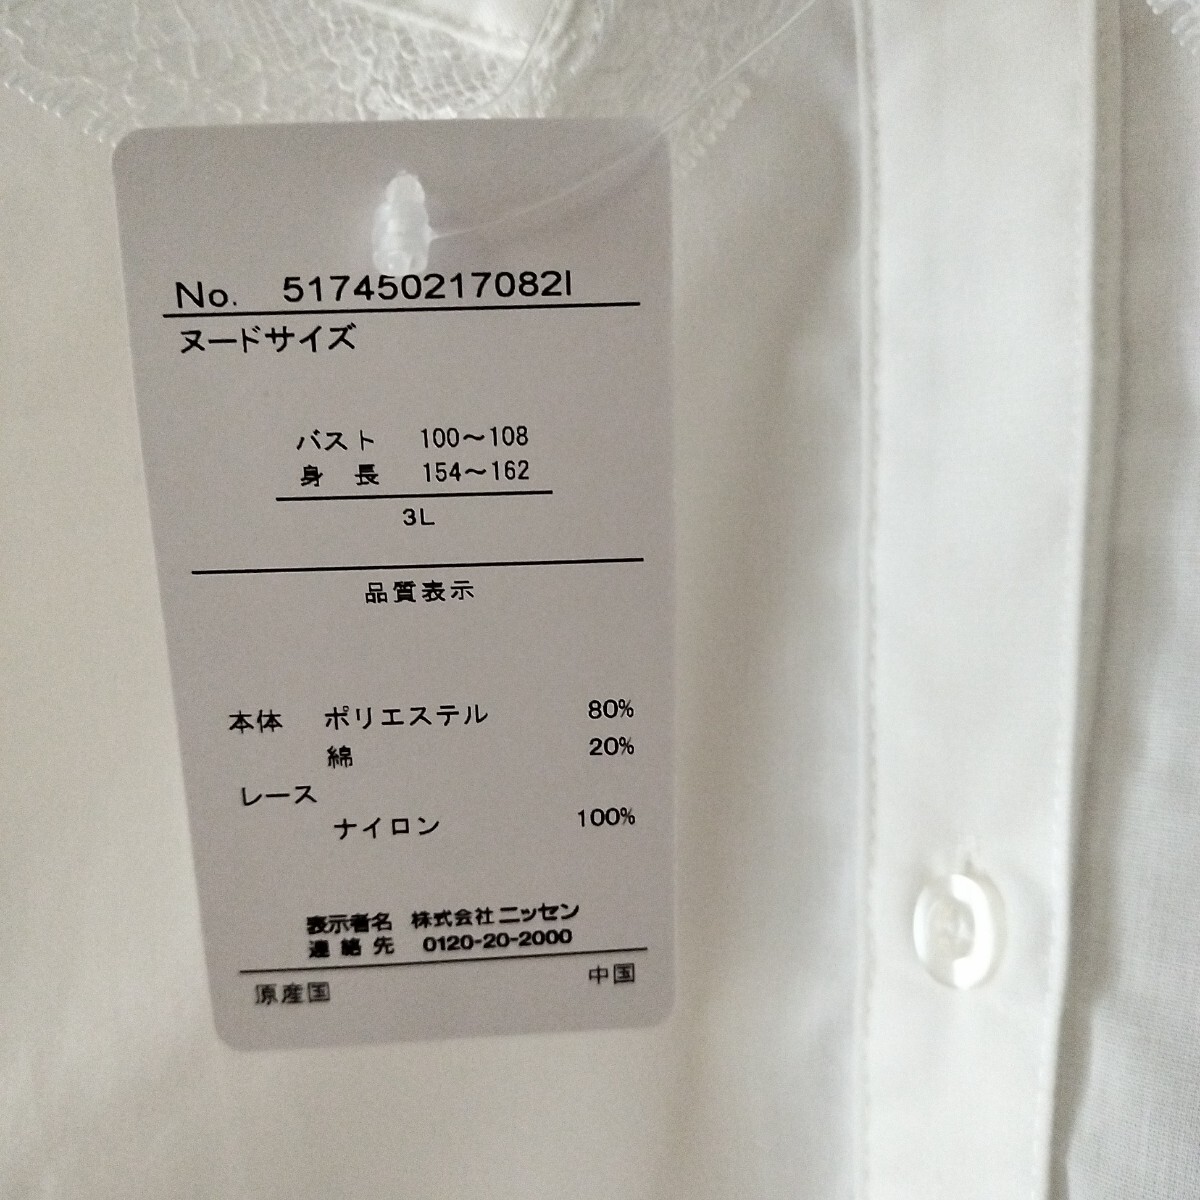 No. 517450217082I
ヌードサイズ
バスト 100～108
身 長 154～162
3L
品質表示
本体 ポリエステル 80%
綿 20%
レース
ナイロン 100%
表示者名 株式会社 ニッセン
連 絡 先 0120-20-2000
原産国 中国